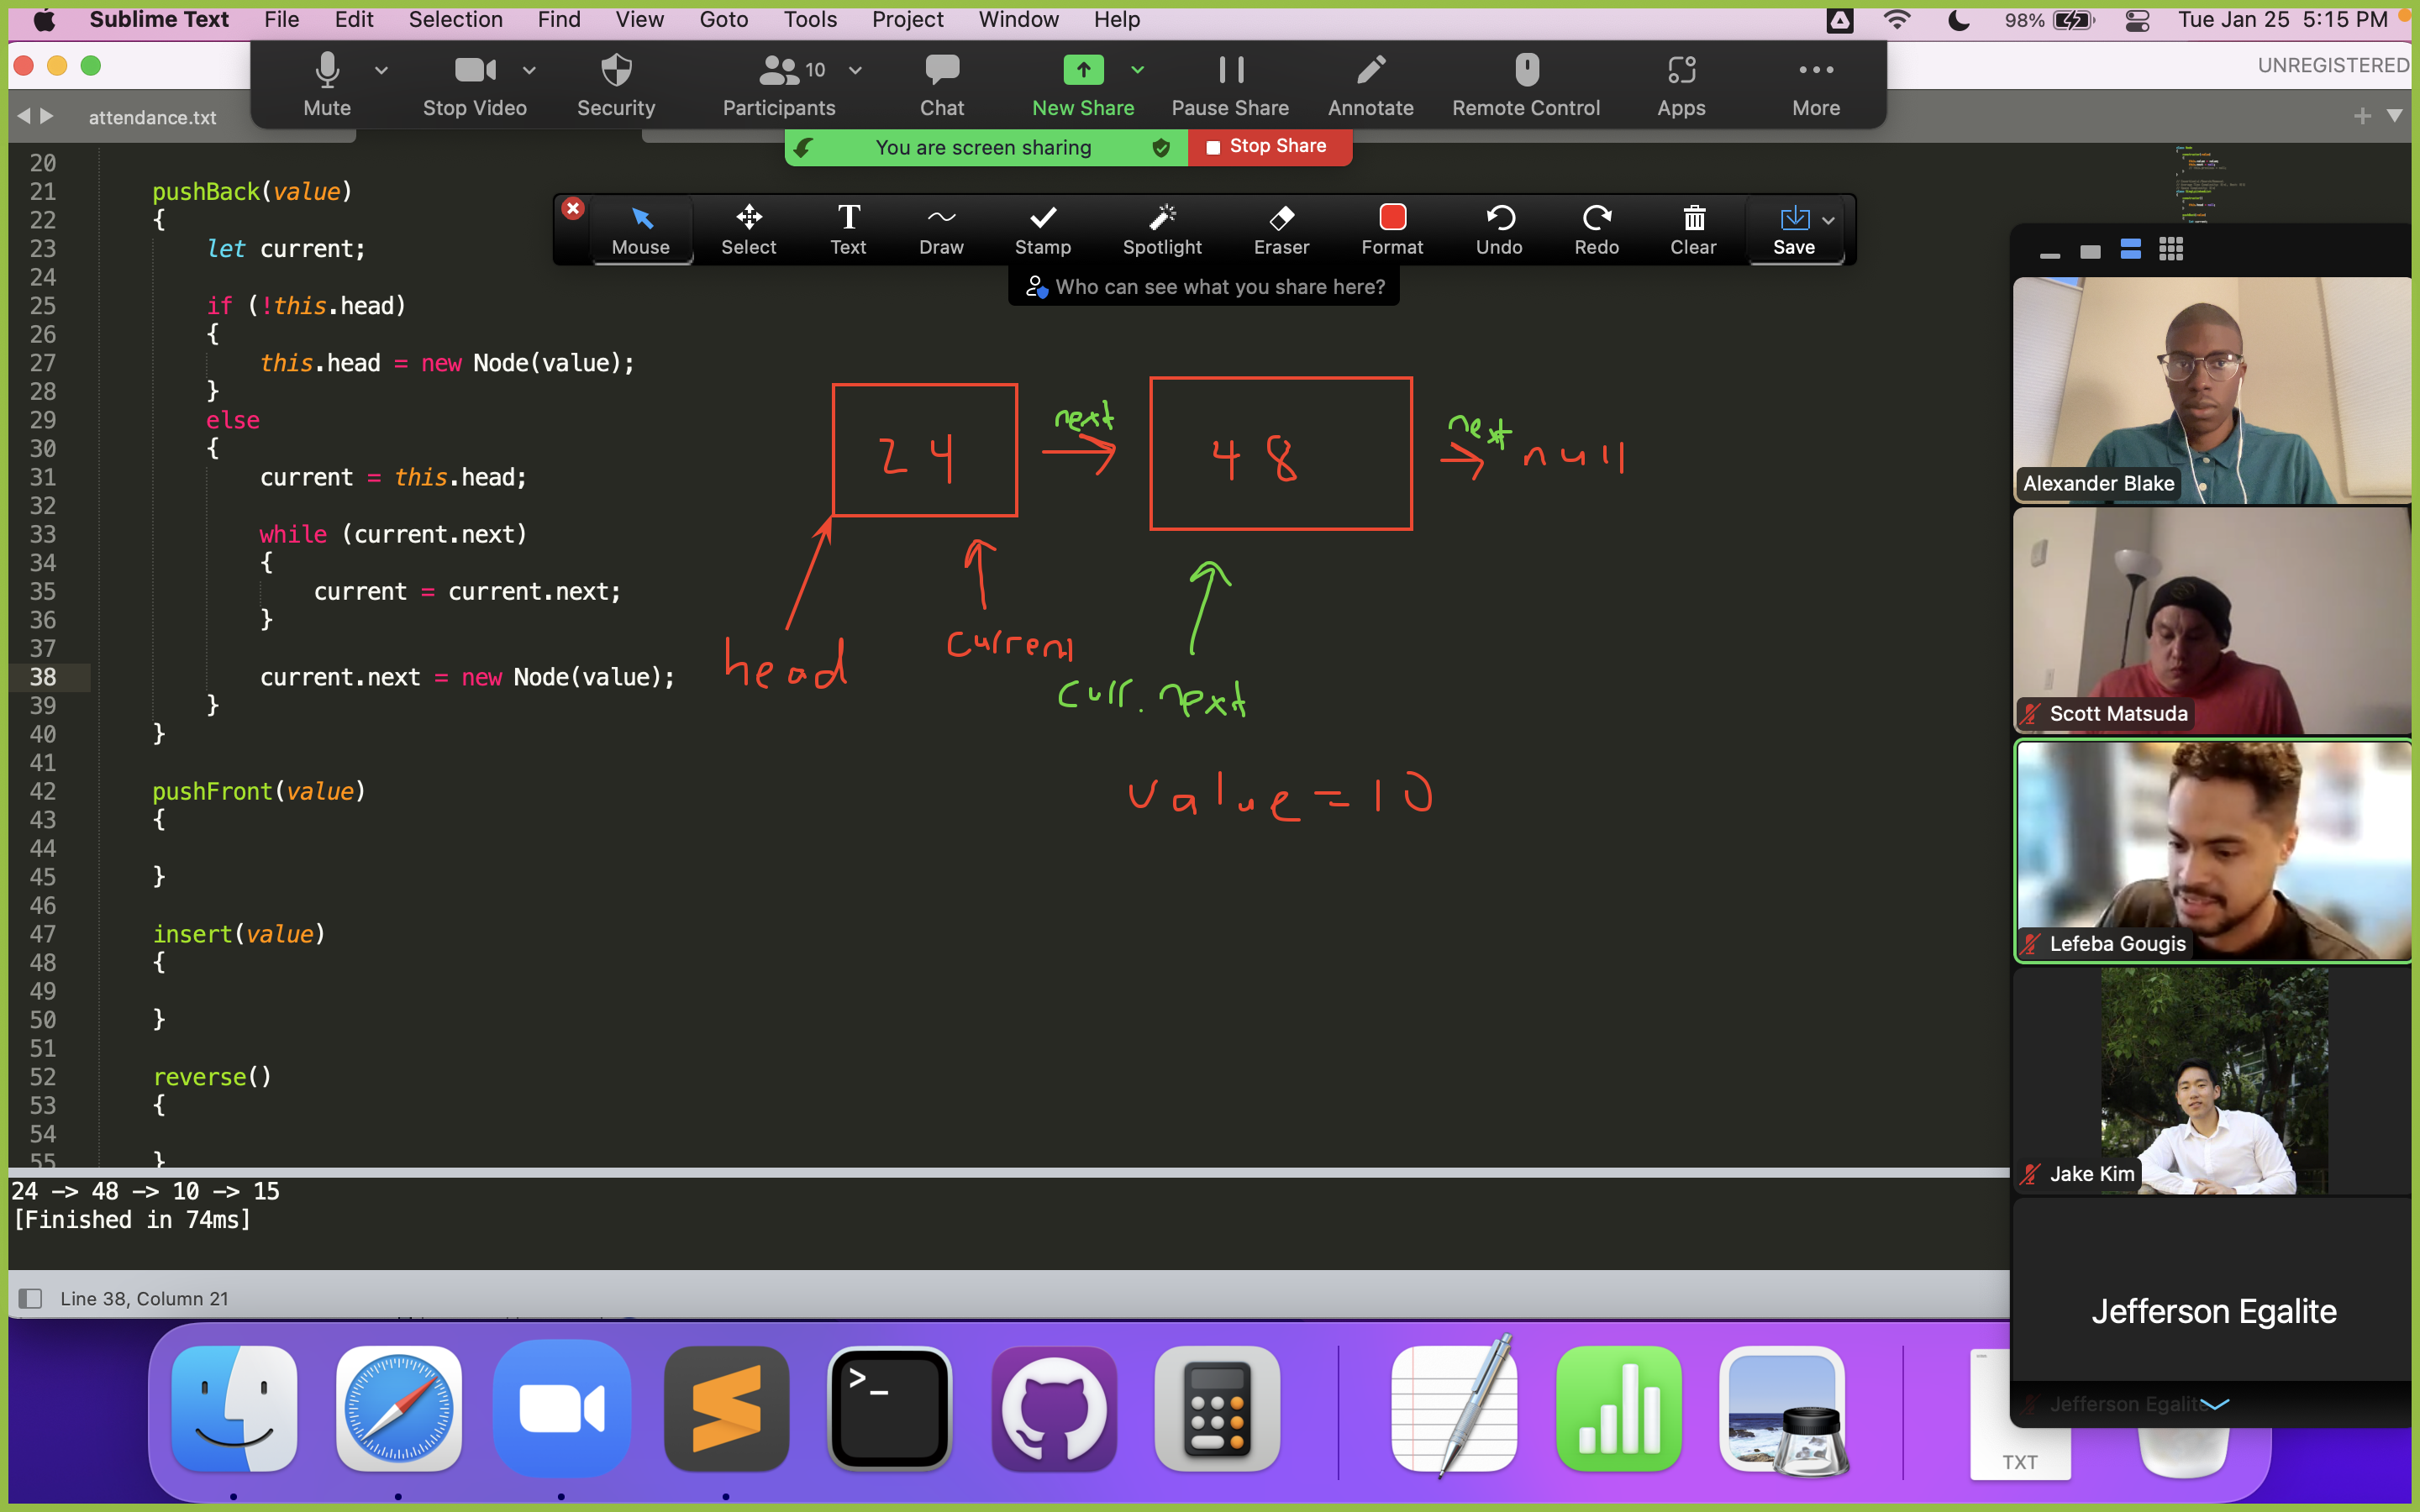 Sublime Text File Edit Selection Find View Goto Tools Project Window Help 98% Tue Jan 25 5:15 PM
UNREGISTERED
Mute Stop Video Security Participants 10 Chat New Share Pause Share Annotate Remote Control Apps More
attendance.txt
You are screen sharing Stop Share
Mouse Select Text Draw Stamp Spotlight Eraser Format Undo Redo Clear Save
Who can see what you share here?
20
21 pushBack(value)
22 {
23 let current;
24
25 if (!this.head)
26 {
27 this.head = new Node(value);
28 }
29 else
30 {
31 current = this.head;
32
33 while (current.next)
34 {
35 current = current.next;
36 }
37
38 current.next = new Node(value);
39 }
40 }
41
42 pushFront(value)
43 {
44
45 }
46
47 insert(value)
48 {
49
50 }
51
52 reverse()
53 {
54
55 }
24 next 48 next null
head current
curr.next
value=10
Alexander Blake
Scott Matsuda
Lefeba Gougis
Jake Kim
Jefferson Egalite
Jefferson Egalite
24 -> 48 -> 10 -> 15
[Finished in 74ms]
Line 38, Column 21
>_
TXT